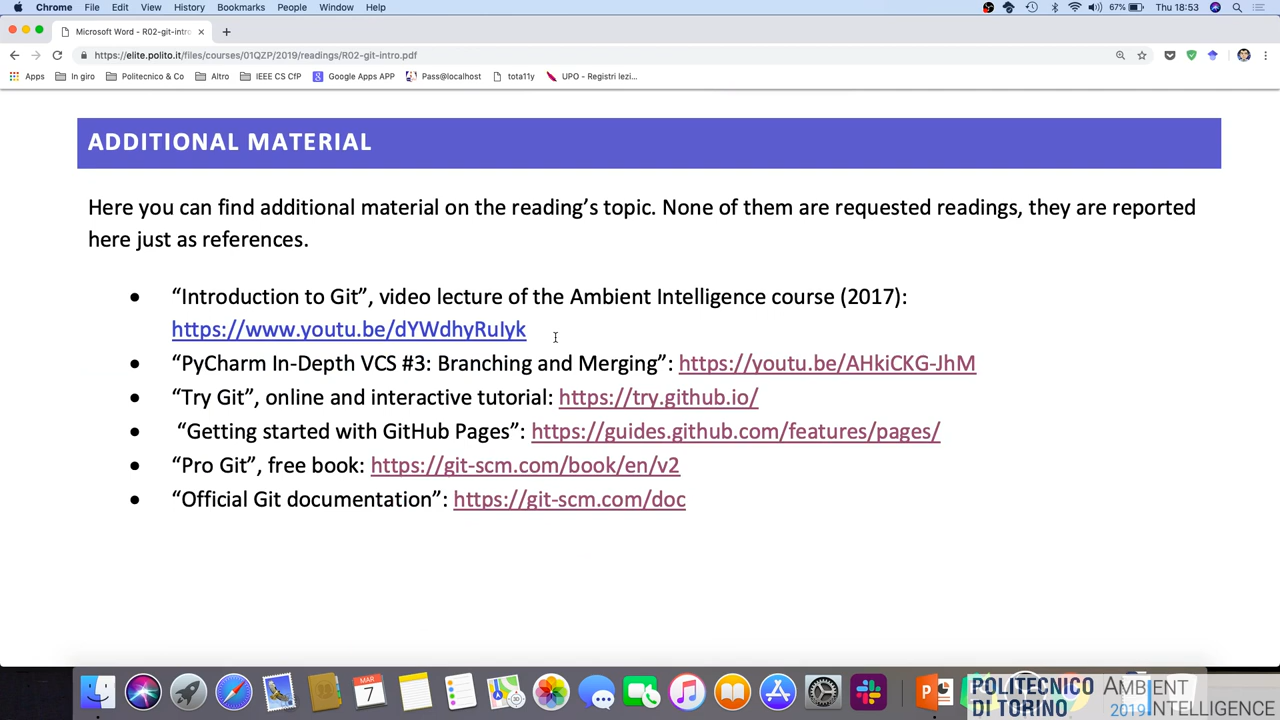 Chrome File Edit View History Bookmarks People Window Help 67% Thu 18:53
Microsoft Word - R02-git-intro
https://elite.polito.it/files/courses/01QZP/2019/readings/R02-git-intro.pdf
Apps In giro Politecnico & Co Altro IEEE CS CfP Google Apps APP Pass@localhost tota11y UPO - Registri lezi...
ADDITIONAL MATERIAL
Here you can find additional material on the reading’s topic. None of them are requested readings, they are reported
here just as references.
• “Introduction to Git”, video lecture of the Ambient Intelligence course (2017):
https://www.youtu.be/dYWdhyRuIyk
• “PyCharm In-Depth VCS #3: Branching and Merging”: https://youtu.be/AHkiCKG-JhM
• “Try Git”, online and interactive tutorial: https://try.github.io/
• “Getting started with GitHub Pages”: https://guides.github.com/features/pages/
• “Pro Git”, free book: https://git-scm.com/book/en/v2
• “Official Git documentation”: https://git-scm.com/doc
MAR
7
POLITECNICO
DI TORINO
AMBIENT
2019 INTELLIGENCE